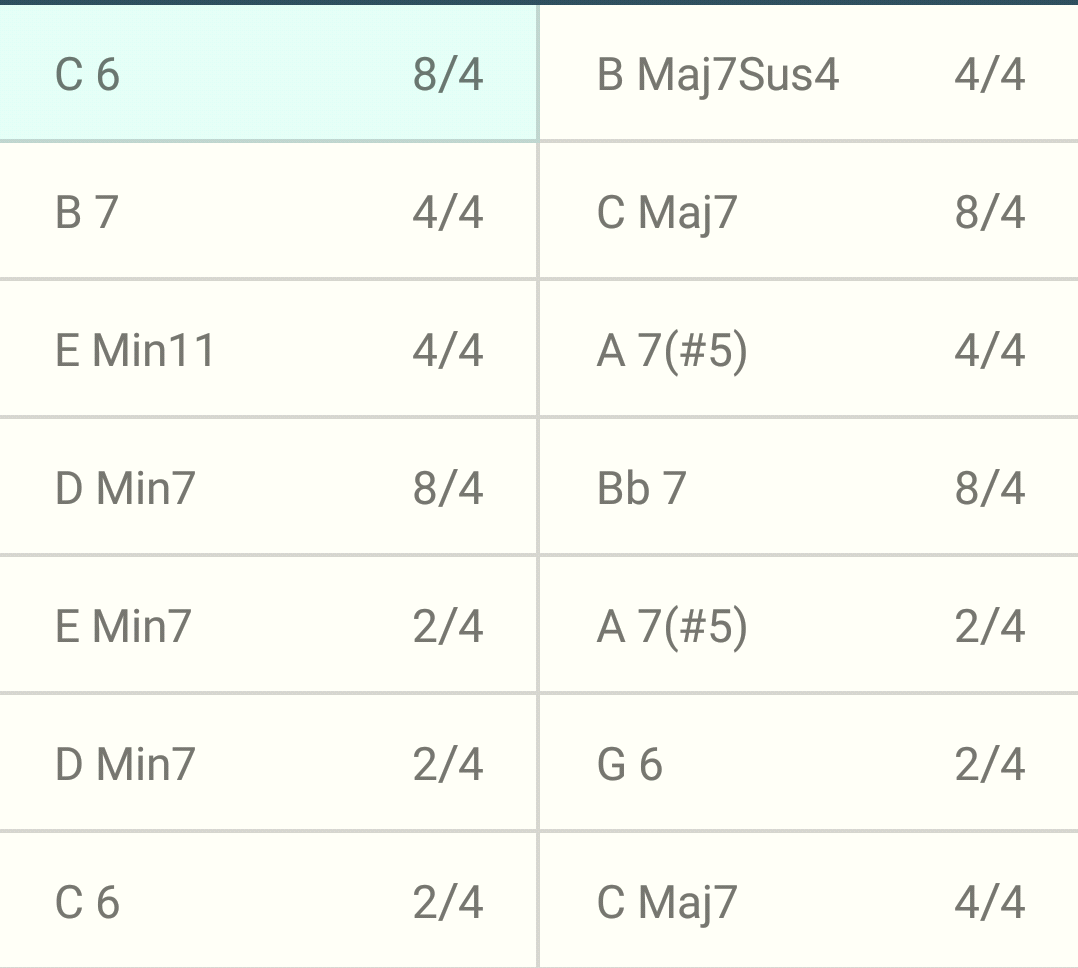 C 6 8/4 B Maj7Sus4 4/4
B 7 4/4 C Maj7 8/4
E Min11 4/4 A 7(#5) 4/4
D Min7 8/4 Bb 7 8/4
E Min7 2/4 A 7(#5) 2/4
D Min7 2/4 G 6 2/4
C 6 2/4 C Maj7 4/4